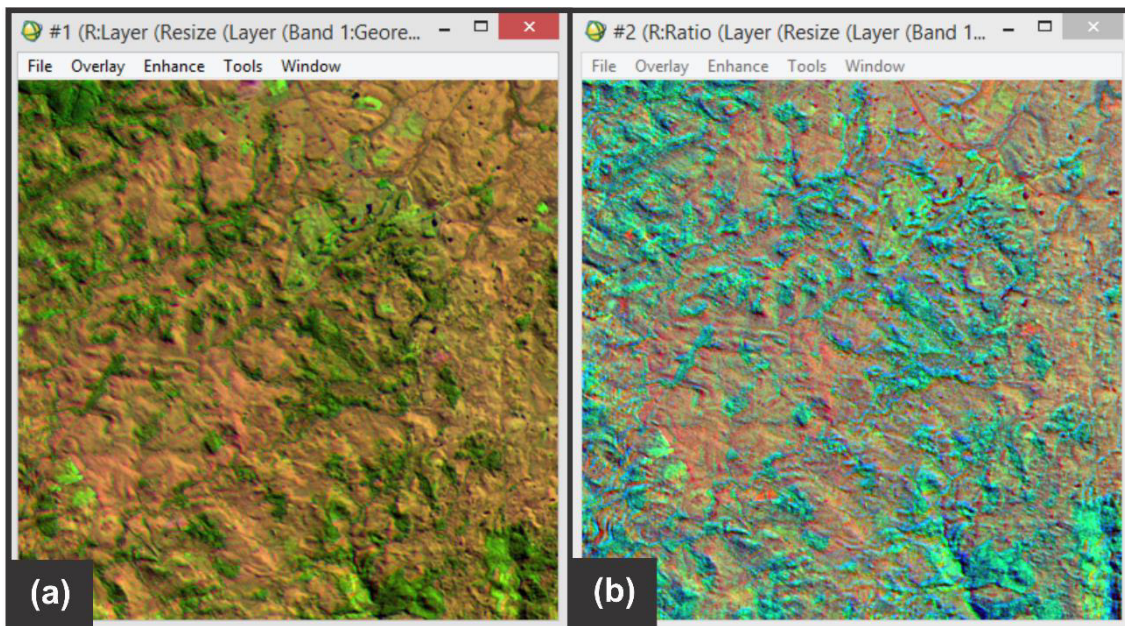 #1 (R:Layer (Resize (Layer (Band 1:Geore...
File Overlay Enhance Tools Window
(a)
#2 (R:Ratio (Layer (Resize (Layer (Band 1...
File Overlay Enhance Tools Window
(b)